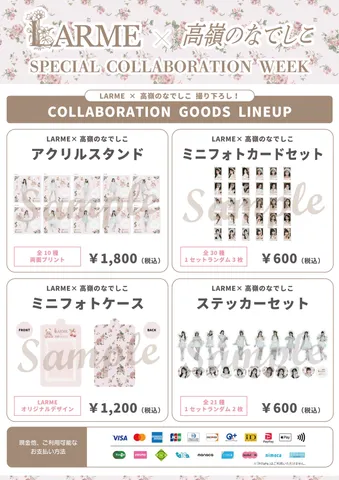 LARME × 高嶺のなでしこ
SPECIAL COLLABORATION WEEK
LARME × 高嶺のなでしこ 撮り下ろし！
COLLABORATION GOODS LINEUP
LARME× 高嶺のなでしこ
アクリルスタンド
Sample
全10種
両面プリント
￥1,800（税込）
LARME× 高嶺のなでしこ
ミニフォトカードセット
Sample
全30種
1セットランダム3枚
￥600（税込）
LARME× 高嶺のなでしこ
ミニフォトケース
FRONT
BACK
LARME
Sample
LARME
オリジナルデザイン
￥1,200（税込）
LARME× 高嶺のなでしこ
ステッカーセット
Sample
全21種
1セットランダム2枚
￥600（税込）
現金他、ご利用可能な
お支払い方法
VISA
JCB
Pay
nanaco
nimoca